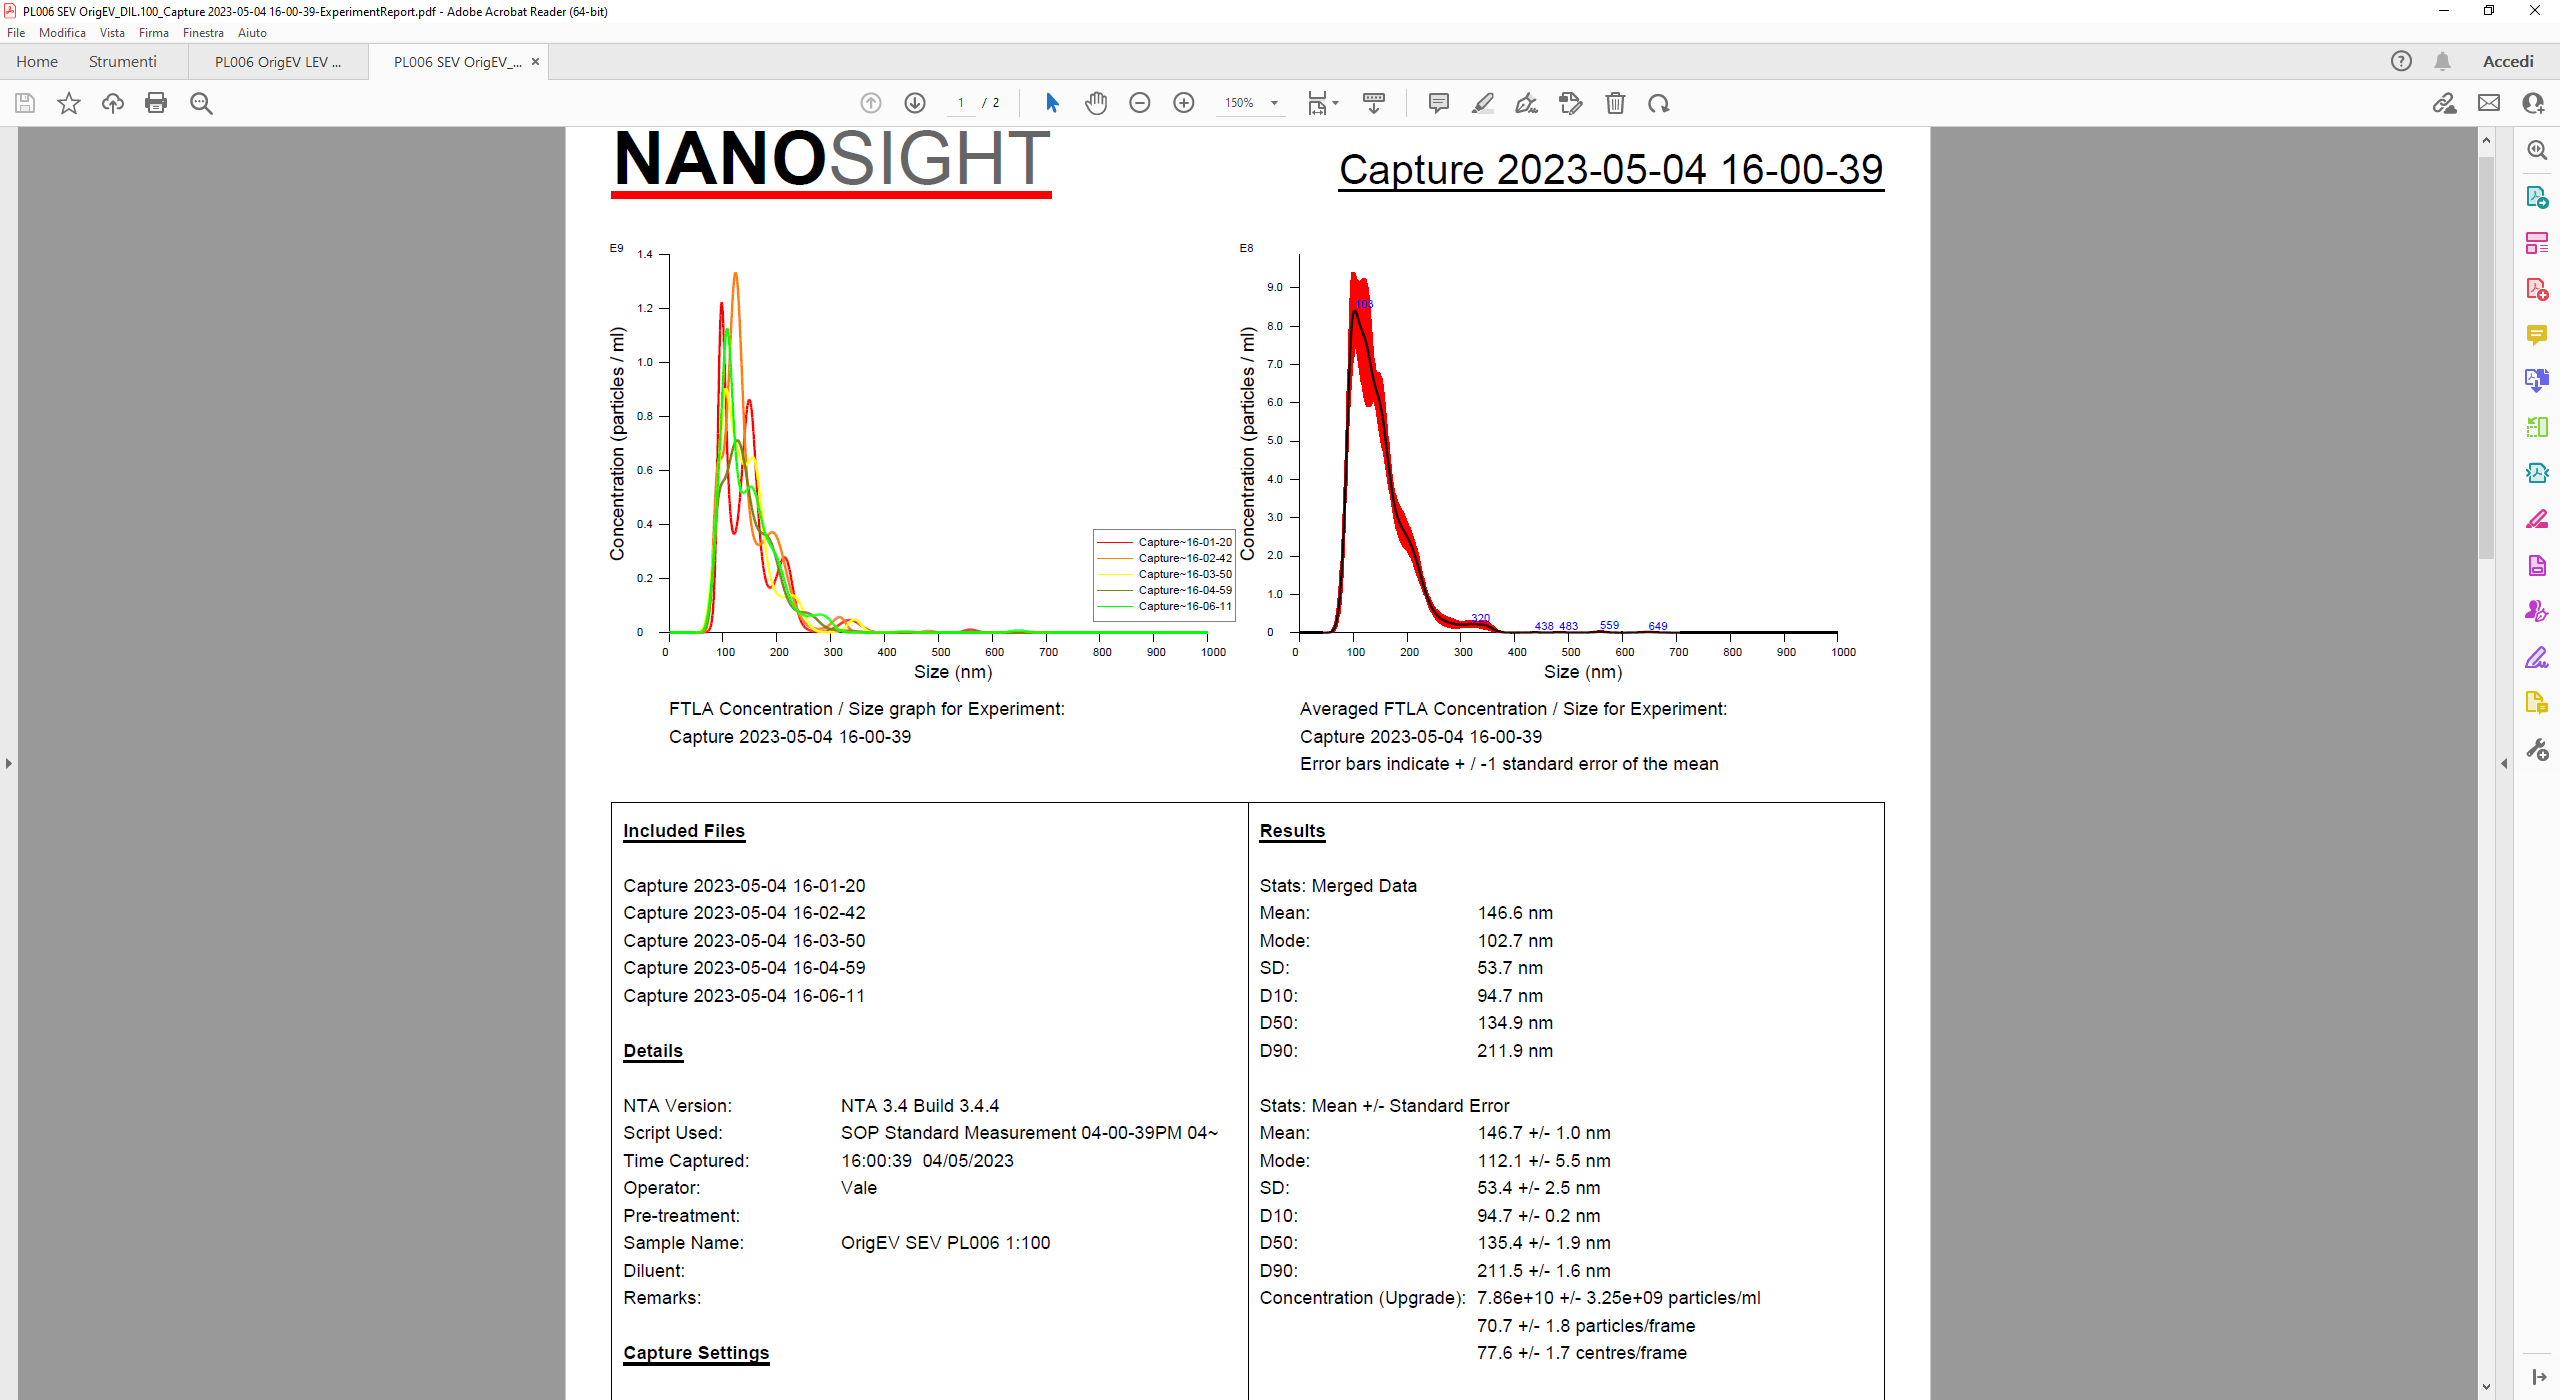 PL006 SEV OrigEV_DIL.100_Capture 2023-05-04 16-00-39-ExperimentReport.pdf - Adobe Acrobat Reader (64-bit)
File Modifica Vista Firma Finestra Aiuto
Home Strumenti PL006 OrigEV LEV ... PL006 SEV OrigEV_... × Accedi
1 / 2 150%
NANOSIGHT
Capture 2023-05-04 16-00-39
E9
1.4
1.2
1.0
0.8
0.6
0.4
0.2
0
Concentration (particles / ml)
0 100 200 300 400 500 600 700 800 900 1000
Size (nm)
Capture~16-01-20
Capture~16-02-42
Capture~16-03-50
Capture~16-04-59
Capture~16-06-11
FTLA Concentration / Size graph for Experiment:
Capture 2023-05-04 16-00-39
E8
9.0
8.0
7.0
6.0
5.0
4.0
3.0
2.0
1.0
0
Concentration (particles / ml)
103
320
438 483 559 649
0 100 200 300 400 500 600 700 800 900 1000
Size (nm)
Averaged FTLA Concentration / Size for Experiment:
Capture 2023-05-04 16-00-39
Error bars indicate + / -1 standard error of the mean
Included Files
Capture 2023-05-04 16-01-20
Capture 2023-05-04 16-02-42
Capture 2023-05-04 16-03-50
Capture 2023-05-04 16-04-59
Capture 2023-05-04 16-06-11
Details
NTA Version: NTA 3.4 Build 3.4.4
Script Used: SOP Standard Measurement 04-00-39PM 04~
Time Captured: 16:00:39 04/05/2023
Operator: Vale
Pre-treatment:
Sample Name: OrigEV SEV PL006 1:100
Diluent:
Remarks:
Capture Settings
Results
Stats: Merged Data
Mean: 146.6 nm
Mode: 102.7 nm
SD: 53.7 nm
D10: 94.7 nm
D50: 134.9 nm
D90: 211.9 nm
Stats: Mean +/- Standard Error
Mean: 146.7 +/- 1.0 nm
Mode: 112.1 +/- 5.5 nm
SD: 53.4 +/- 2.5 nm
D10: 94.7 +/- 0.2 nm
D50: 135.4 +/- 1.9 nm
D90: 211.5 +/- 1.6 nm
Concentration (Upgrade): 7.86e+10 +/- 3.25e+09 particles/ml
70.7 +/- 1.8 particles/frame
77.6 +/- 1.7 centres/frame